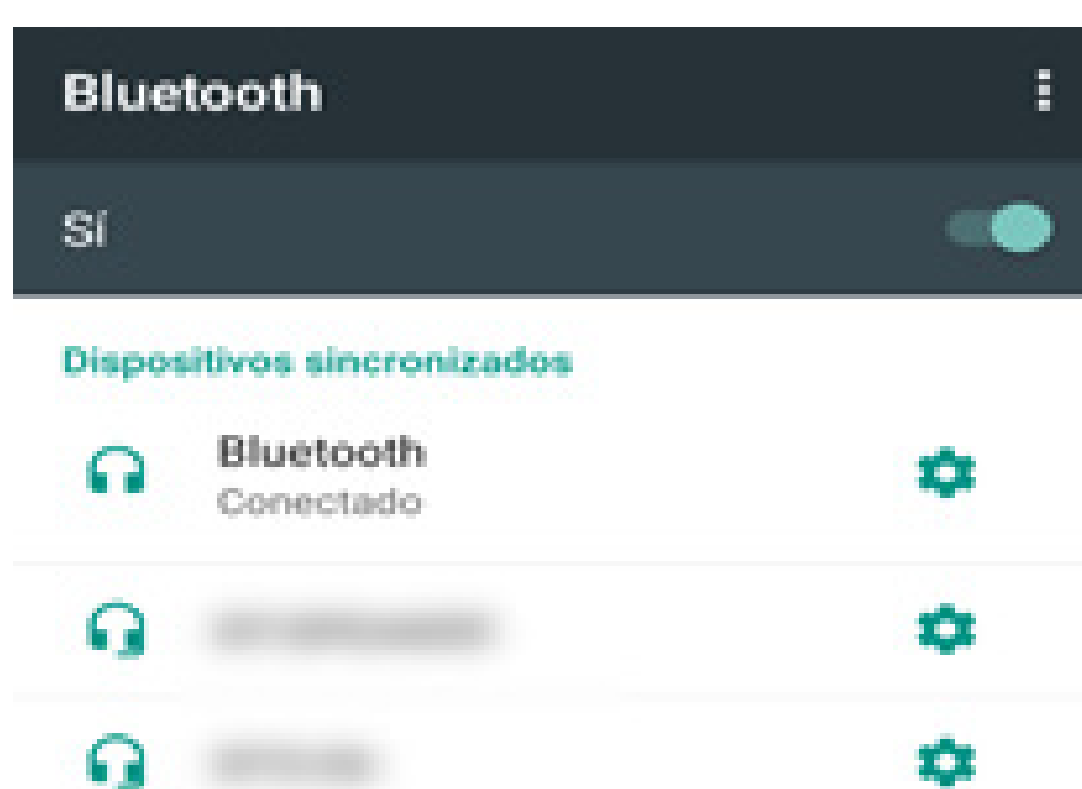 Bluetooth
Sí
Dispositivos sincronizados
Bluetooth
Conectado